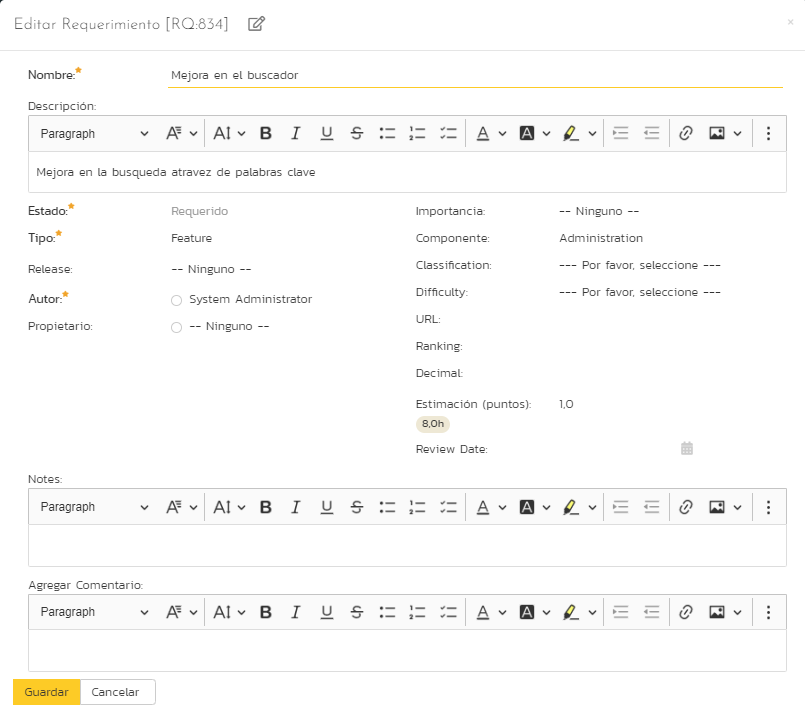 Editar Requerimiento [RQ:834]
×
Nombre:* Mejora en el buscador
Descripción:
Paragraph
Mejora en la busqueda atravez de palabras clave
Estado:* Requerido
Tipo:* Feature
Release: -- Ninguno --
Autor:* System Administrator
Propietario: -- Ninguno --
Importancia: -- Ninguno --
Componente: Administration
Classification: --- Por favor, seleccione ---
Difficulty: --- Por favor, seleccione ---
URL:
Ranking:
Decimal:
Estimación (puntos): 1,0
8,0h
Review Date:
Notes:
Paragraph
Agregar Comentario:
Paragraph
Guardar Cancelar